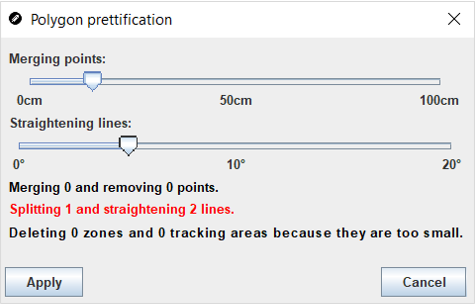 Polygon prettification
Merging points:
0cm 50cm 100cm
Straightening lines:
0° 10° 20°
Merging 0 and removing 0 points.
Splitting 1 and straightening 2 lines.
Deleting 0 zones and 0 tracking areas because they are too small.
Apply Cancel